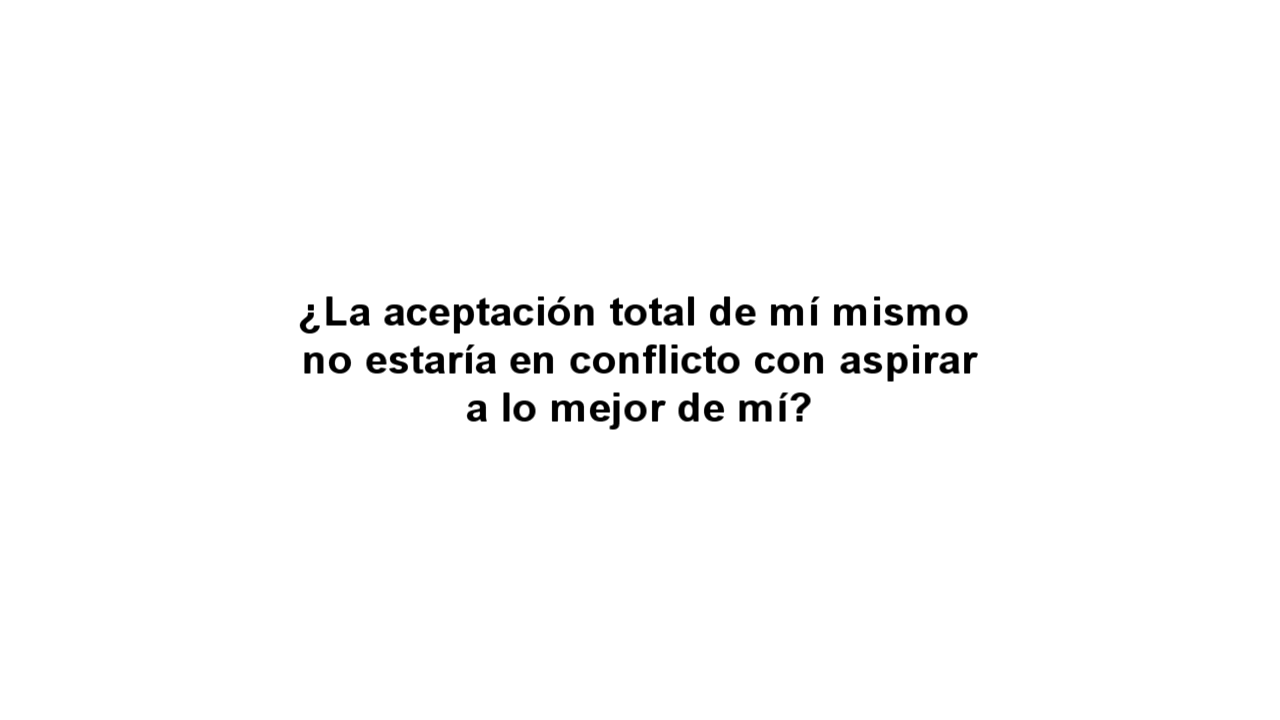 ¿La aceptación total de mí mismo
no estaría en conflicto con aspirar
a lo mejor de mí?